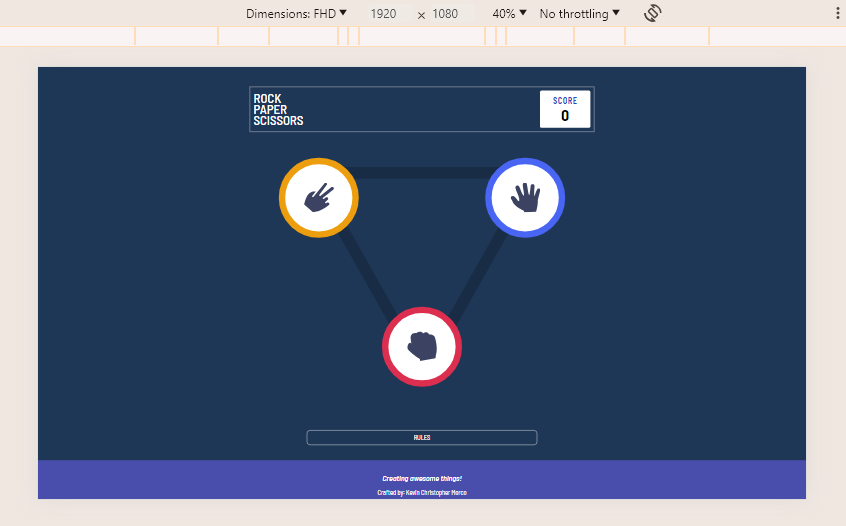 Dimensions: FHD ▼ 1920 × 1080 40% ▼ No throttling ▼
ROCK
PAPER
SCISSORS
SCORE
0
RULES
Creating awesome things!
Crafted by: Kevin Christopher Merco